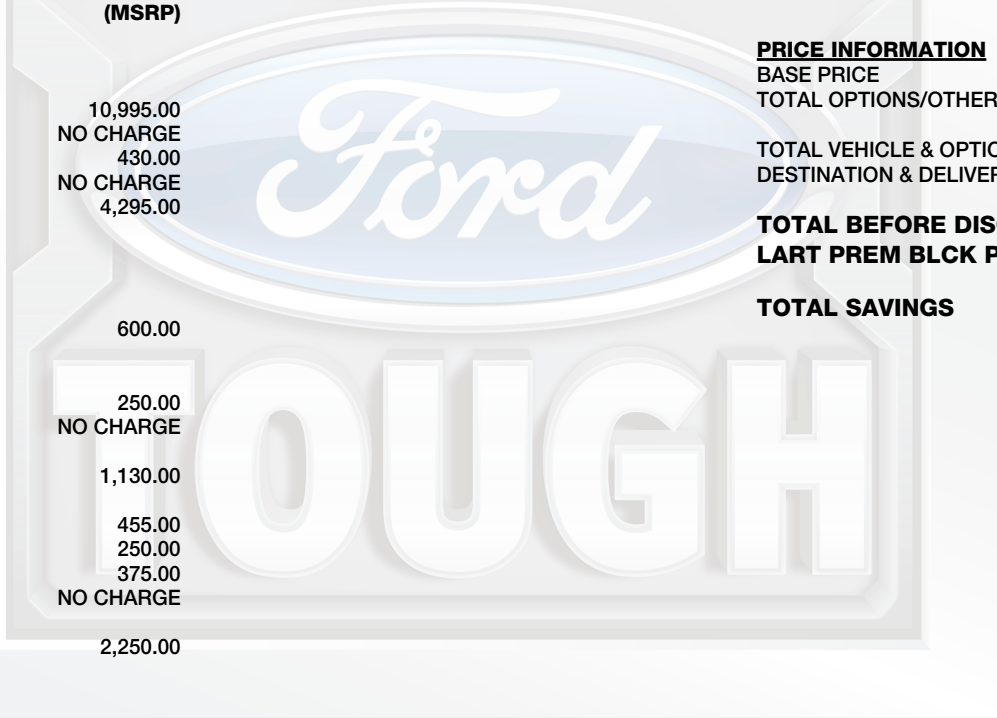 (MSRP)
10,995.00
NO CHARGE
430.00
NO CHARGE
4,295.00
600.00
250.00
NO CHARGE
1,130.00
455.00
250.00
375.00
NO CHARGE
2,250.00
PRICE INFORMATION
BASE PRICE
TOTAL OPTIONS/OTHER
TOTAL VEHICLE & OPTIO
DESTINATION & DELIVER
TOTAL BEFORE DIS
LART PREM BLCK P
TOTAL SAVINGS
Ford
TOUGH